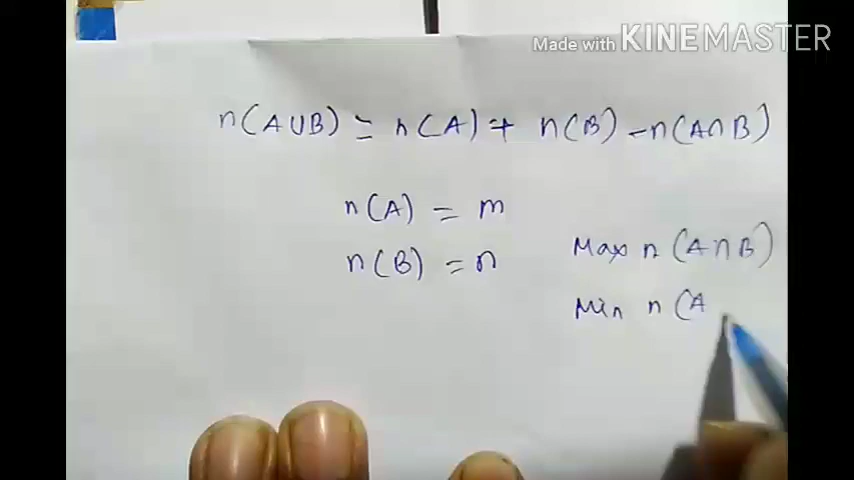 Made with KINEMASTER
n(A∪B) = n(A) + n(B) - n(A∩B)
n(A) = m
n(B) = n
Max n(A∩B)
Min n(A